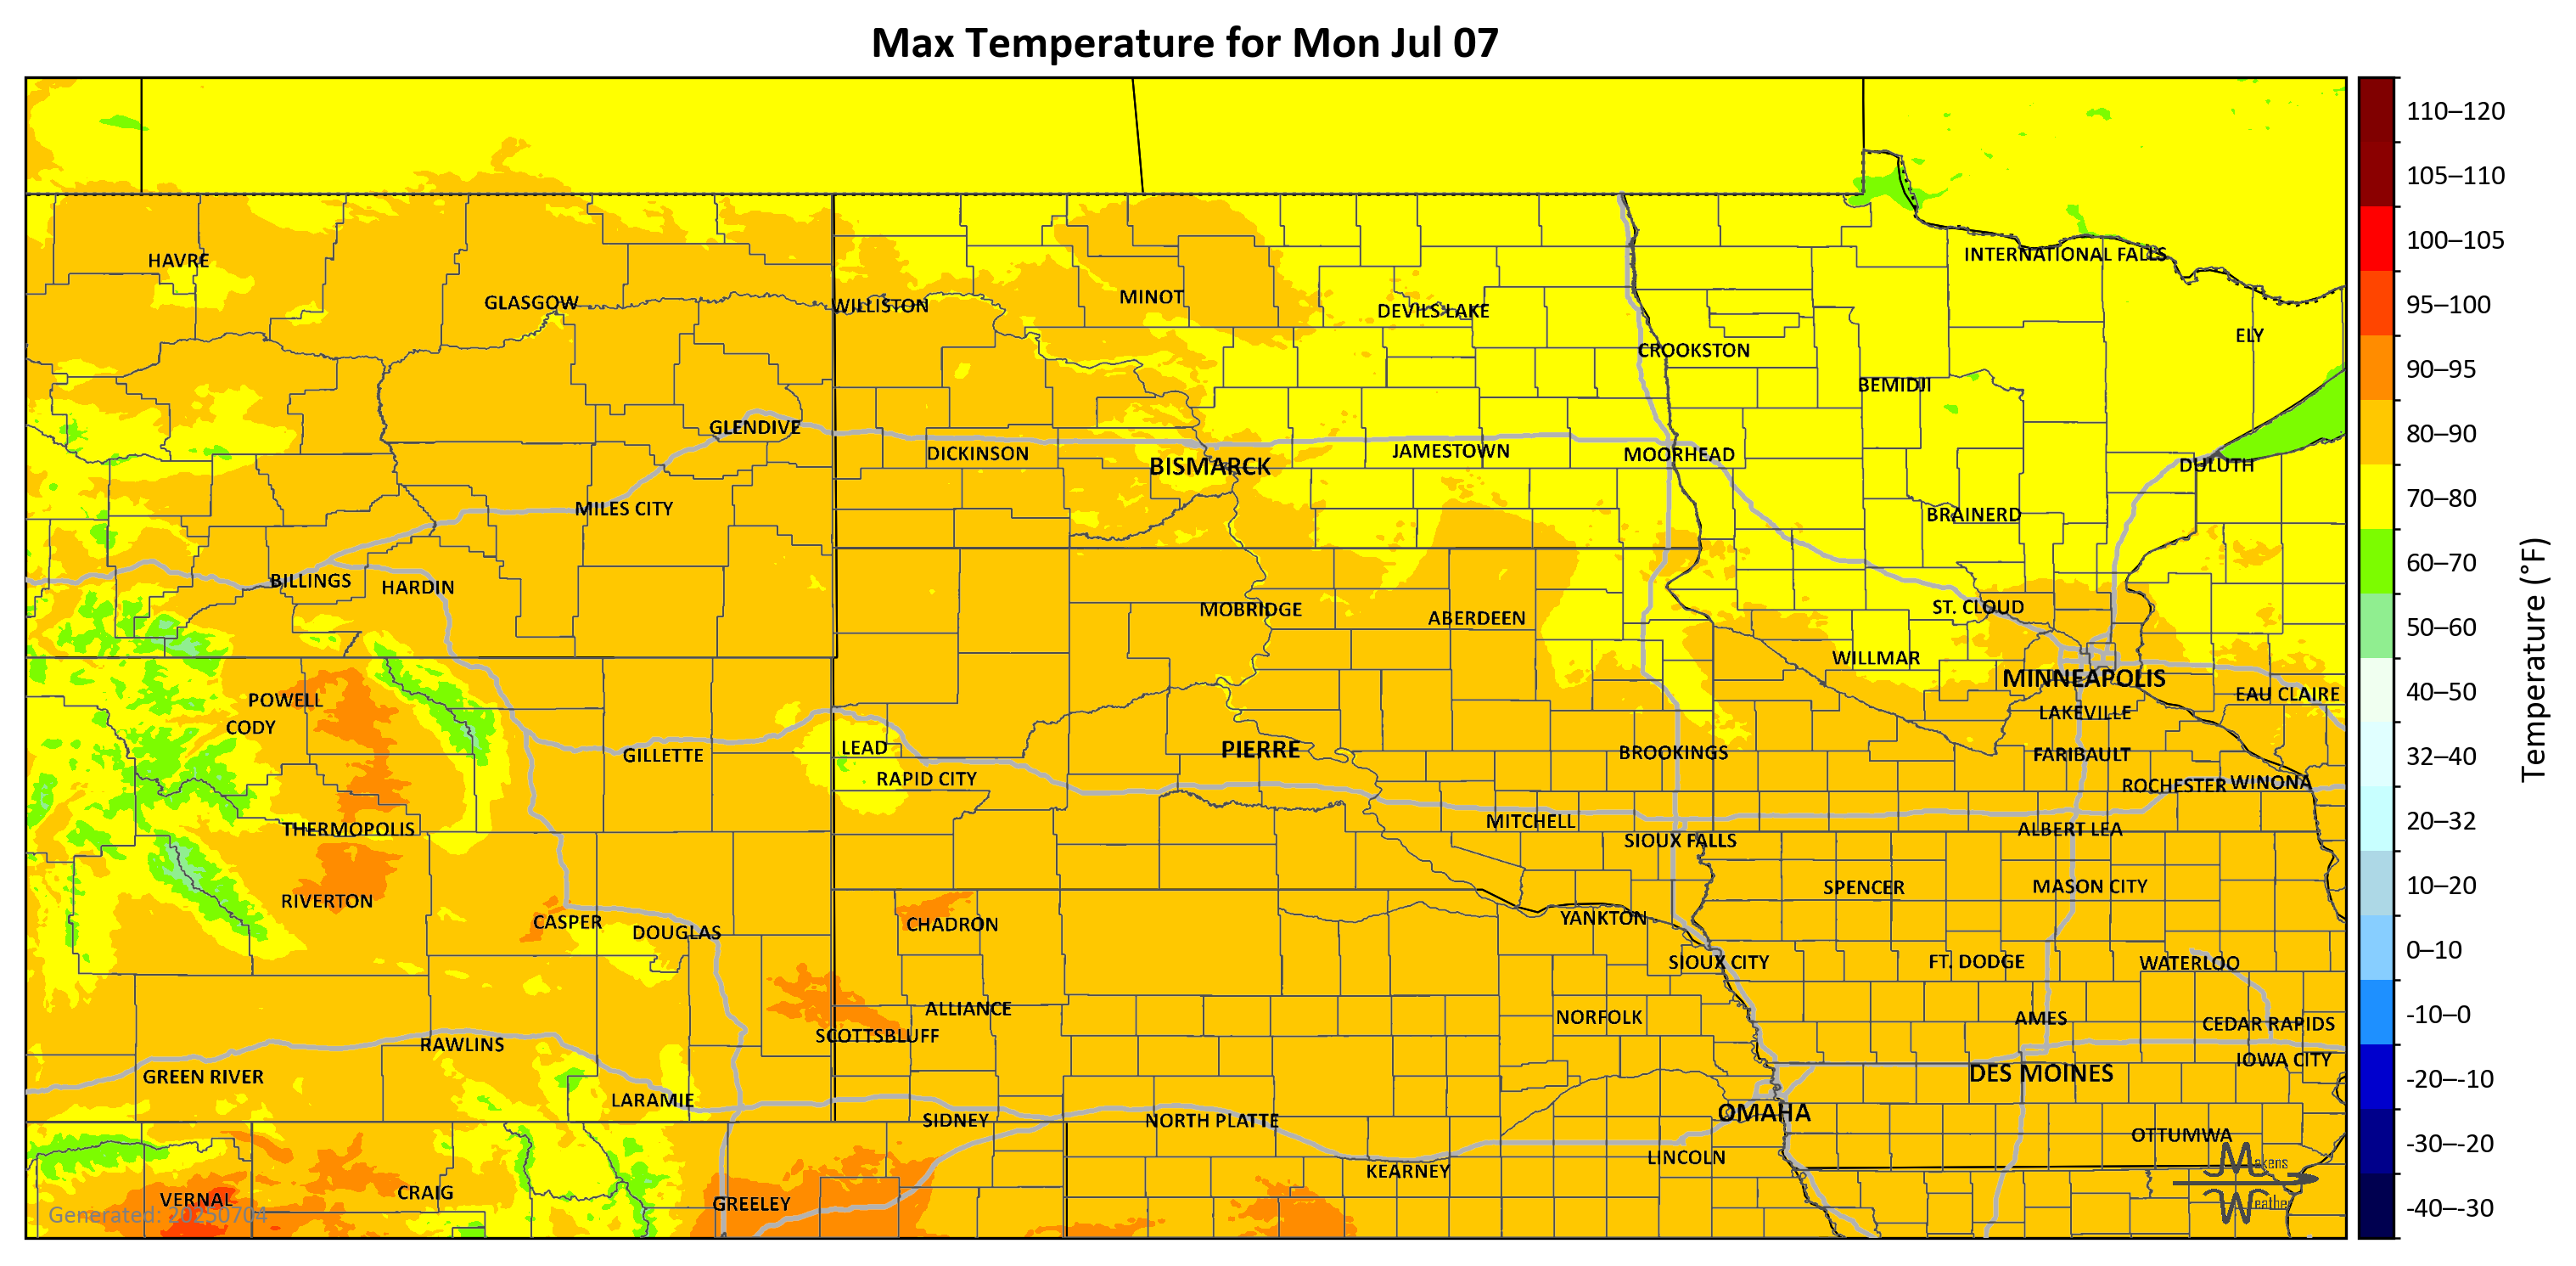 Max Temperature for Mon Jul 07
110–120
105–110
100–105
95–100
90–95
80–90
70–80
60–70
50–60
40–50
32–40
20–32
10–20
0–10
-10–0
-20–-10
-30–-20
-40–-30
Temperature (°F)
HAVRE
GLASGOW
WILLISTON
MINOT
DEVILS LAKE
INTERNATIONAL FALLS
CROOKSTON
ELY
BEMIDJI
GLENDIVE
DICKINSON
BISMARCK
JAMESTOWN
MOORHEAD
DULUTH
MILES CITY
BRAINERD
BILLINGS
HARDIN
MOBRIDGE
ABERDEEN
ST. CLOUD
WILLMAR
MINNEAPOLIS
EAU CLAIRE
POWELL
CODY
LAKEVILLE
GILLETTE
LEAD
PIERRE
BROOKINGS
FARIBAULT
RAPID CITY
ROCHESTER
WINONA
THERMOPOLIS
MITCHELL
ALBERT LEA
SIOUX FALLS
SPENCER
MASON CITY
RIVERTON
CASPER
DOUGLAS
CHADRON
YANKTON
SIOUX CITY
FT. DODGE
WATERLOO
ALLIANCE
NORFOLK
AMES
CEDAR RAPIDS
SCOTTSBLUFF
RAWLINS
IOWA CITY
GREEN RIVER
DES MOINES
LARAMIE
SIDNEY
NORTH PLATTE
OMAHA
OTTUMWA
LINCOLN
KEARNEY
VERNAL
CRAIG
GREELEY
Generated: 20250704
Makens
Weather